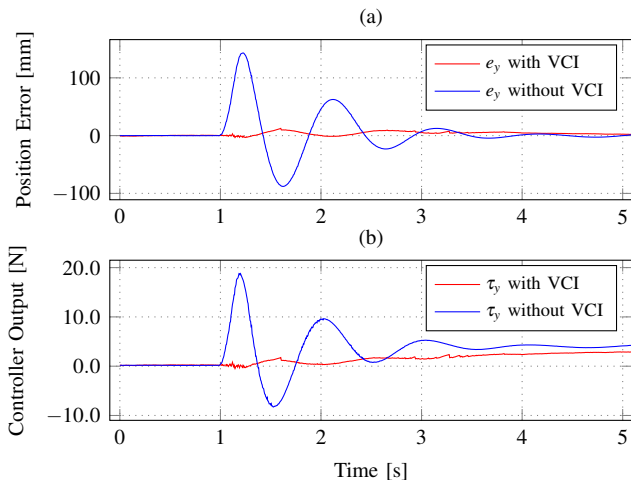 (a)
Position Error [mm]
100
0
−100
e_y with VCI
e_y without VCI
0
1
2
3
4
5
(b)
Controller Output [N]
20.0
10.0
0.0
−10.0
τ_y with VCI
τ_y without VCI
0
1
2
3
4
5
Time [s]